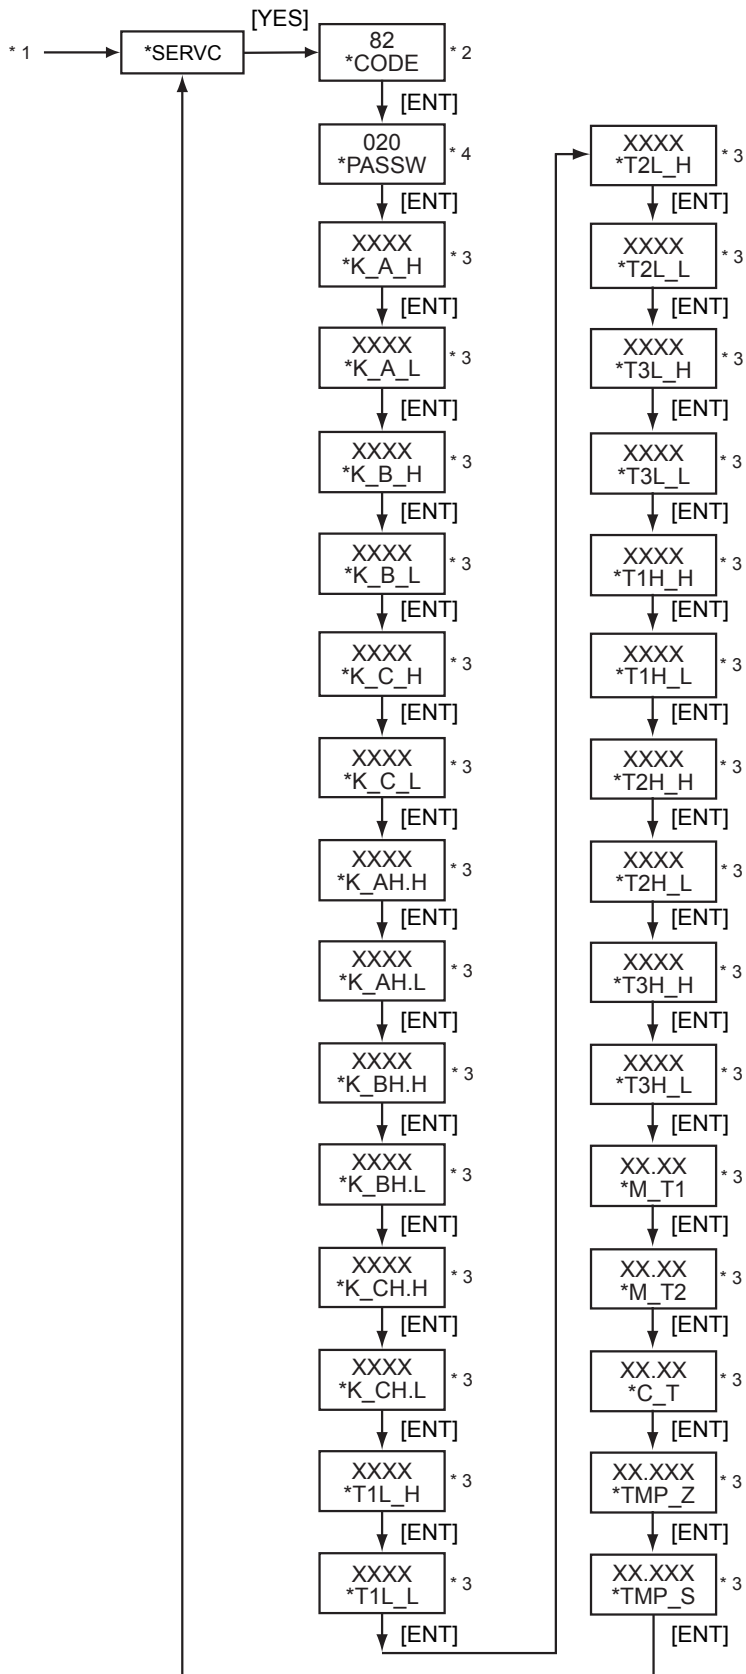 * 1
*SERVC
[YES]
82
*CODE
* 2
[ENT]
020
*PASSW
* 4
[ENT]
XXXX
*K_A_H
* 3
[ENT]
XXXX
*K_A_L
* 3
[ENT]
XXXX
*K_B_H
* 3
[ENT]
XXXX
*K_B_L
* 3
[ENT]
XXXX
*K_C_H
* 3
[ENT]
XXXX
*K_C_L
* 3
[ENT]
XXXX
*K_AH.H
* 3
[ENT]
XXXX
*K_AH.L
* 3
[ENT]
XXXX
*K_BH.H
* 3
[ENT]
XXXX
*K_BH.L
* 3
[ENT]
XXXX
*K_CH.H
* 3
[ENT]
XXXX
*K_CH.L
* 3
[ENT]
XXXX
*T1L_H
* 3
[ENT]
XXXX
*T1L_L
* 3
[ENT]
XXXX
*T2L_H
* 3
[ENT]
XXXX
*T2L_L
* 3
[ENT]
XXXX
*T3L_H
* 3
[ENT]
XXXX
*T3L_L
* 3
[ENT]
XXXX
*T1H_H
* 3
[ENT]
XXXX
*T1H_L
* 3
[ENT]
XXXX
*T2H_H
* 3
[ENT]
XXXX
*T2H_L
* 3
[ENT]
XXXX
*T3H_H
* 3
[ENT]
XXXX
*T3H_L
* 3
[ENT]
XX.XX
*M_T1
* 3
[ENT]
XX.XX
*M_T2
* 3
[ENT]
XX.XX
*C_T
* 3
[ENT]
XX.XXX
*TMP_Z
* 3
[ENT]
XX.XXX
*TMP_S
* 3
[ENT]